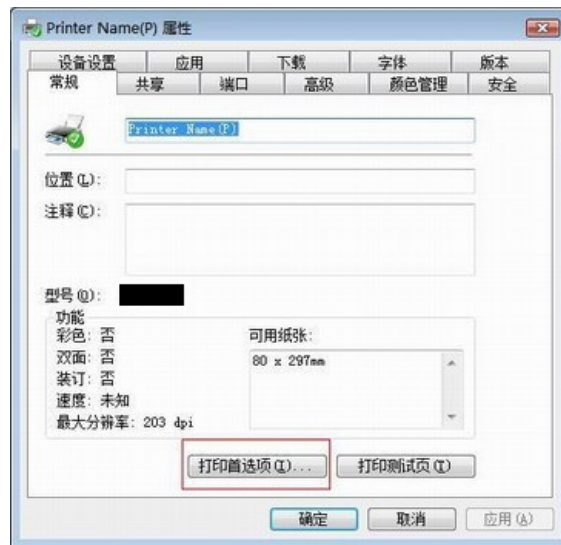 Printer Name(P) 属性
设备设置 应用 下载 字体 版本
常规 共享 端口 高级 颜色管理 安全
Printer Name(P)
位置(L):
注释(C):
型号(O):
功能
彩色: 否
双面: 否
装订: 否
速度: 未知
最大分辨率: 203 dpi
可用纸张:
80 x 297mm
打印首选项(I)... 打印测试页(T)
确定 取消 应用(A)